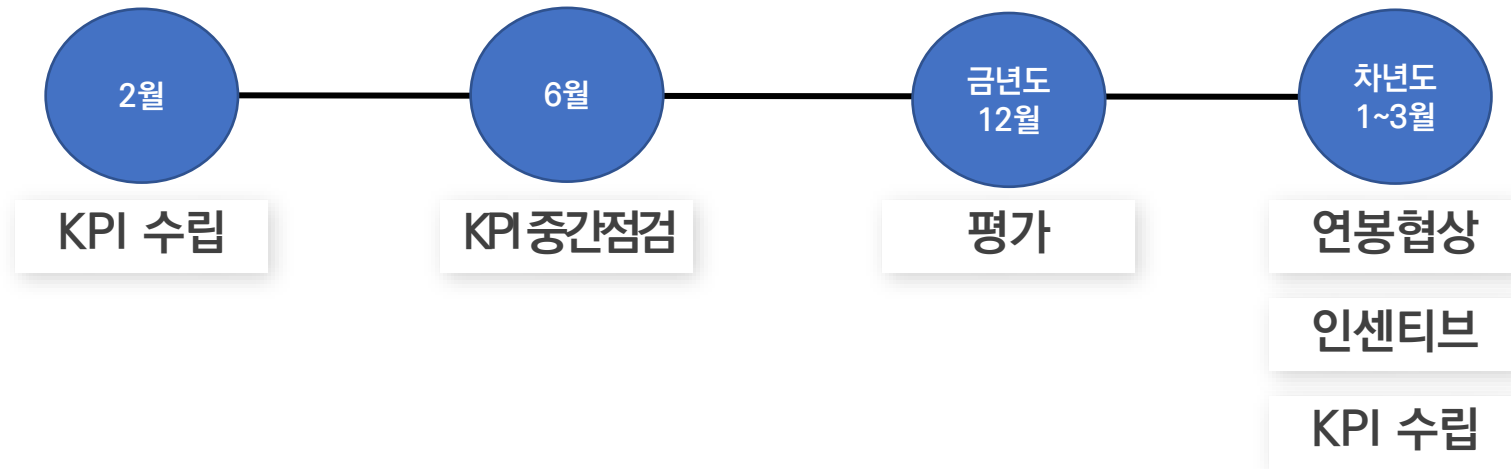 2월
6월
금년도
12월
차년도
1~3월
KPI 수립
KPI 중간점검
평가
연봉협상
인센티브
KPI 수립